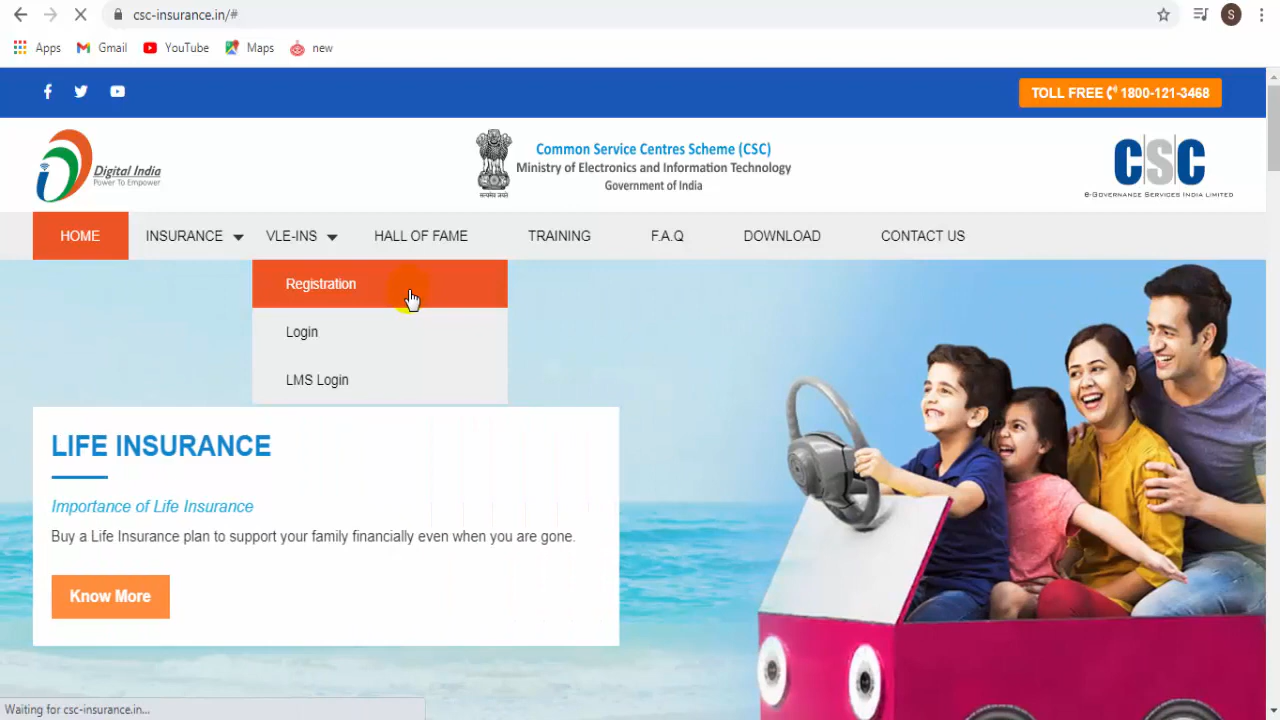 csc-insurance.in/#
S
Apps Gmail YouTube Maps new
TOLL FREE 1800-121-3468
Digital India
Power To Empower
Common Service Centres Scheme (CSC)
Ministry of Electronics and Information Technology
Government of India
सत्यमेव जयते
CSC
e-Governance Services India Limited
HOME INSURANCE VLE-INS HALL OF FAME TRAINING F.A.Q DOWNLOAD CONTACT US
Registration
Login
LMS Login
LIFE INSURANCE
Importance of Life Insurance
Buy a Life Insurance plan to support your family financially even when you are gone.
Know More
Waiting for csc-insurance.in...